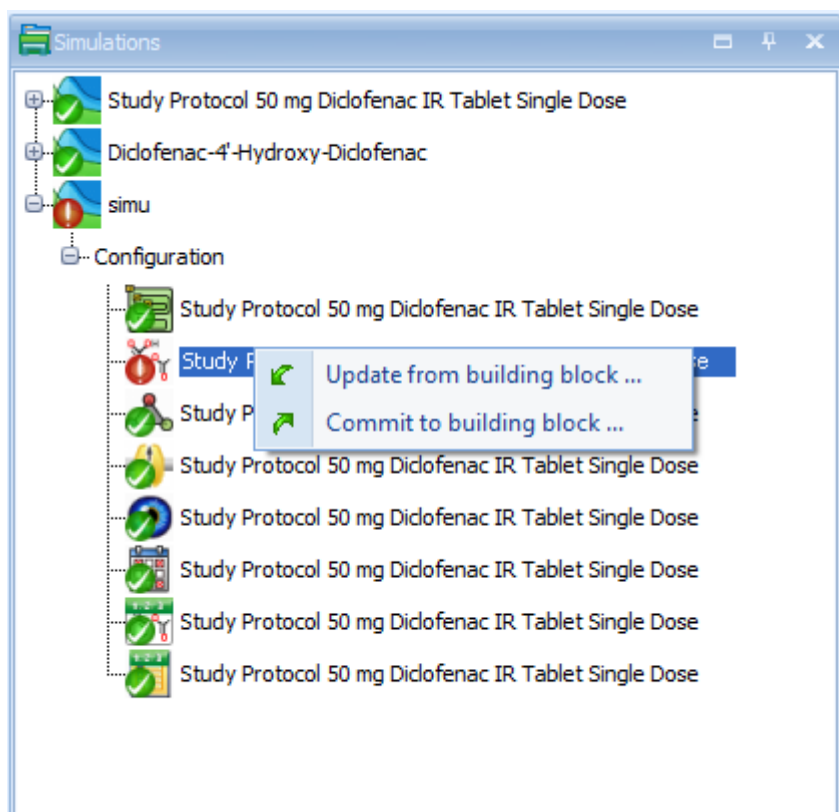 Simulations
Study Protocol 50 mg Diclofenac IR Tablet Single Dose
Diclofenac-4'-Hydroxy-Diclofenac
simu
Configuration
Study Protocol 50 mg Diclofenac IR Tablet Single Dose
Study
Update from building block ...
Commit to building block ...
Study P
Study Protocol 50 mg Diclofenac IR Tablet Single Dose
Study Protocol 50 mg Diclofenac IR Tablet Single Dose
Study Protocol 50 mg Diclofenac IR Tablet Single Dose
Study Protocol 50 mg Diclofenac IR Tablet Single Dose
Study Protocol 50 mg Diclofenac IR Tablet Single Dose